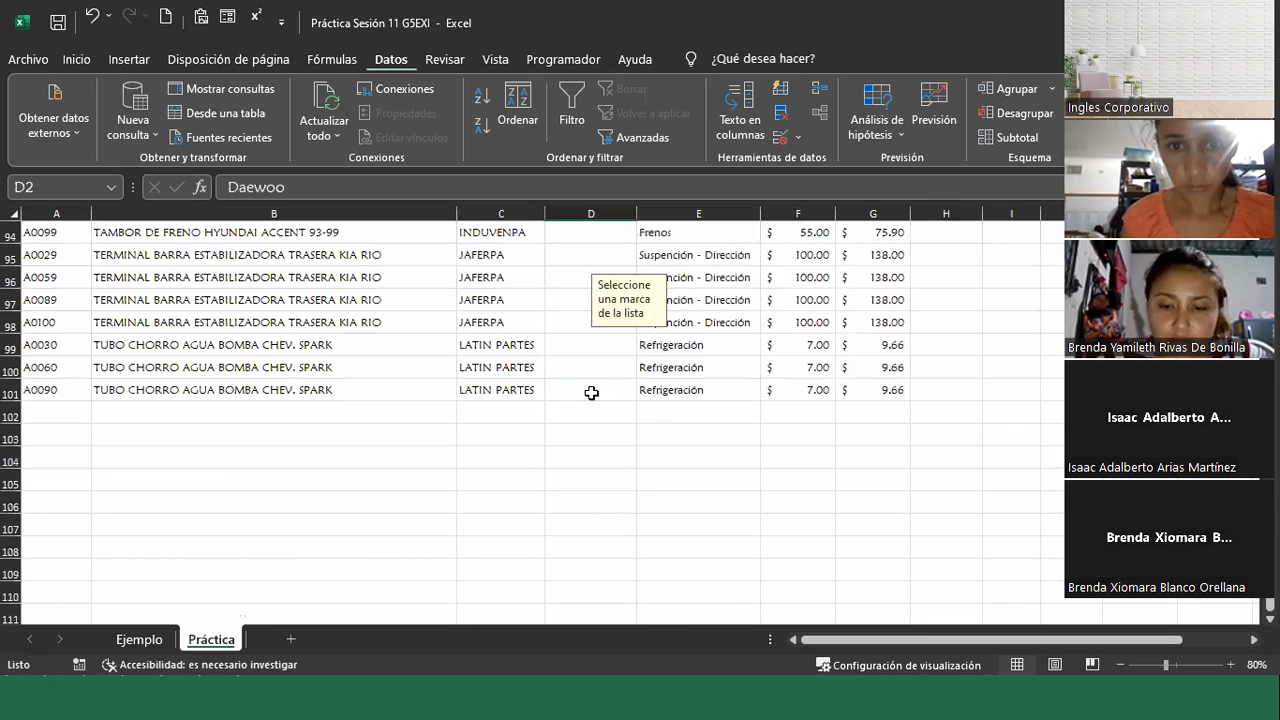 Práctica Sesión 11 G5EXI - Excel
Archivo Inicio Insertar Disposición de página Fórmulas Datos Revisar Vista Programador Ayuda ¿Qué desea hacer?
Obtener datos externos
Nueva consulta
Mostrar consultas
Desde una tabla
Fuentes recientes
Obtener y transformar
Actualizar todo
Conexiones
Propiedades
Editar vínculos
Conexiones
Ordenar
Filtro
Borrar
Volver a aplicar
Avanzadas
Ordenar y filtrar
Texto en columnas
Herramientas de datos
Análisis de hipótesis
Previsión
Previsión
Agrupar
Desagrupar
Subtotal
Esquema
D2 fx Daewoo
A B C D E F G H I
94 A0099 TAMBOR DE FRENO HYUNDAI ACCENT 93-99 INDUVENPA Frenos $ 55.00 $ 75.90
95 A0029 TERMINAL BARRA ESTABILIZADORA TRASERA KIA RIO JAFERPA Suspención - Dirección $ 100.00 $ 138.00
96 A0059 TERMINAL BARRA ESTABILIZADORA TRASERA KIA RIO JAFERPA - Dirección $ 100.00 $ 138.00
97 A0089 TERMINAL BARRA ESTABILIZADORA TRASERA KIA RIO JAFERPA - Dirección $ 100.00 $ 138.00
98 A0100 TERMINAL BARRA ESTABILIZADORA TRASERA KIA RIO JAFERPA - Dirección $ 100.00 $ 138.00
99 A0030 TUBO CHORRO AGUA BOMBA CHEV. SPARK LATIN PARTES Refrigeración $ 7.00 $ 9.66
100 A0060 TUBO CHORRO AGUA BOMBA CHEV. SPARK LATIN PARTES Refrigeración $ 7.00 $ 9.66
101 A0090 TUBO CHORRO AGUA BOMBA CHEV. SPARK LATIN PARTES Refrigeración $ 7.00 $ 9.66
Seleccione
una marca
de la lista
102
103
104
105
106
107
108
109
110
111
Ejemplo Práctica
Listo Accesibilidad: es necesario investigar Configuración de visualización 80%
Ingles Corporativo
Brenda Yamileth Rivas De Bonilla
Isaac Adalberto A...
Isaac Adalberto Arias Martínez
Brenda Xiomara B...
Brenda Xiomara Blanco Orellana